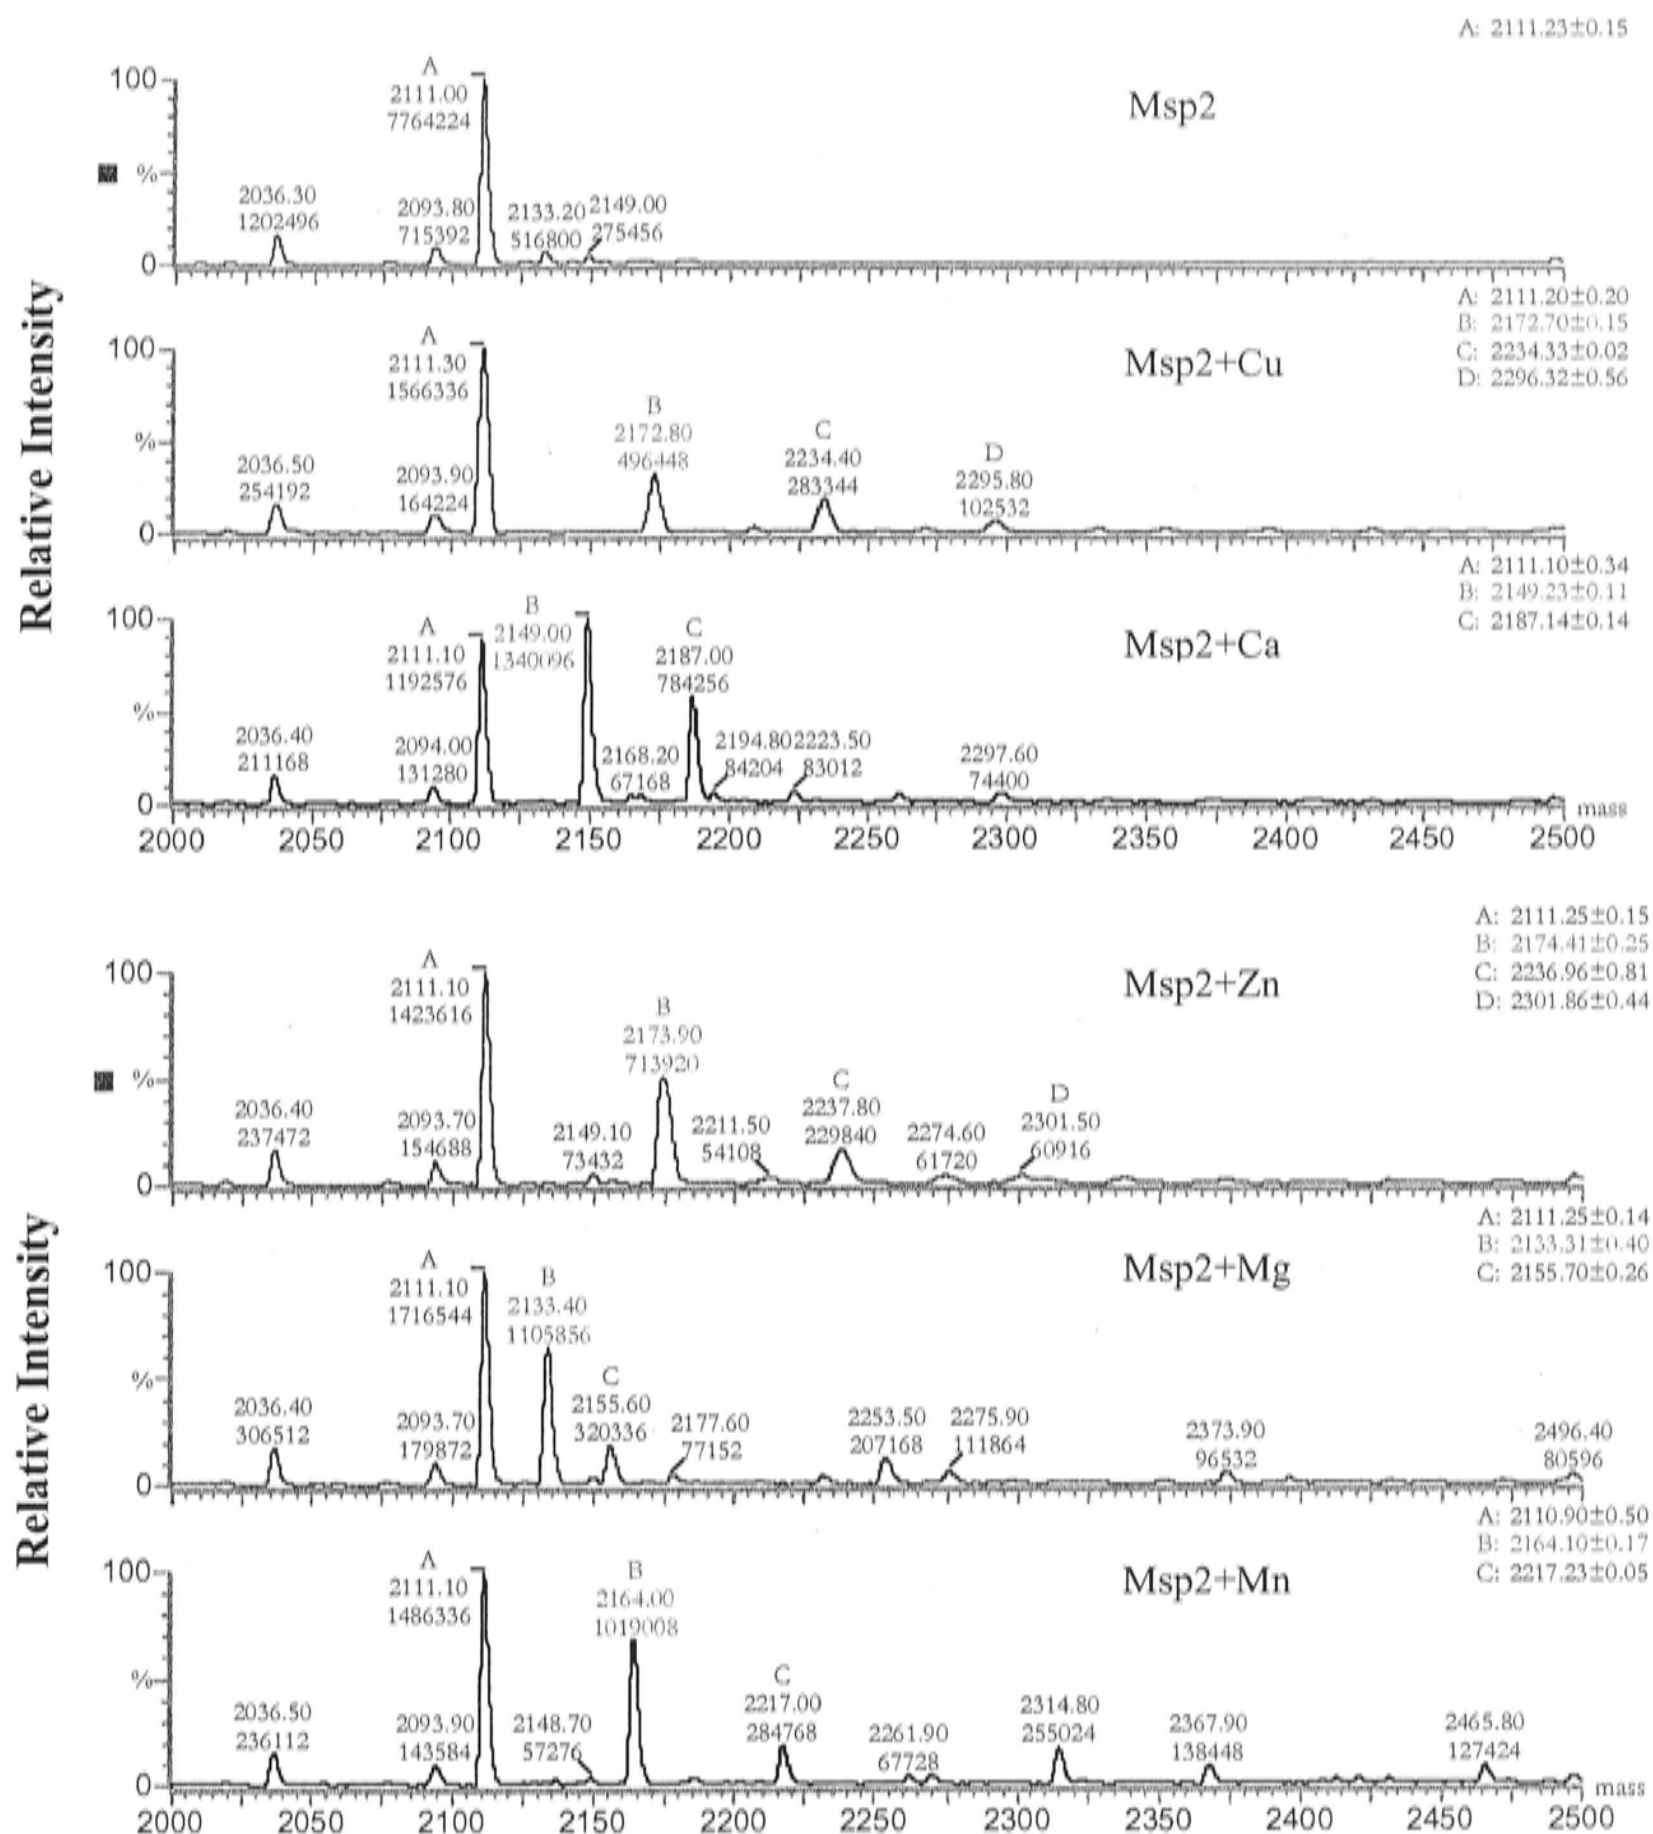 A: 2111.23±0.15
Msp2
100
%
0
A
2111.00
7764224
2036.30
1202496
2093.80
715392
2133.20
516800
2149.00
275456
Relative Intensity
A: 2111.20±0.20
B: 2172.70±0.15
C: 2234.33±0.02
D: 2296.32±0.56
Msp2+Cu
100
%
0
A
2111.30
1566336
B
2172.80
496448
C
2234.40
283344
D
2295.80
102532
2036.50
254192
2093.90
164224
A: 2111.10±0.34
B: 2149.23±0.11
C: 2187.14±0.14
Msp2+Ca
100
%
0
A
2111.10
1192576
B
2149.00
1340096
C
2187.00
784256
2036.40
211168
2094.00
131280
2168.20
67168
2194.80
84204
2223.50
83012
2297.60
74400
mass
2000 2050 2100 2150 2200 2250 2300 2350 2400 2450 2500
A: 2111.25±0.15
B: 2174.41±0.25
C: 2236.96±0.81
D: 2301.86±0.44
Msp2+Zn
100
%
0
A
2111.10
1423616
B
2173.90
713920
C
2237.80
229840
D
2301.50
60916
2036.40
237472
2093.70
154688
2149.10
73432
2211.50
54108
2274.60
61720
Relative Intensity
A: 2111.25±0.14
B: 2133.31±0.40
C: 2155.70±0.26
Msp2+Mg
100
%
0
A
2111.10
1716544
B
2133.40
1105856
C
2155.60
320336
2036.40
306512
2093.70
179872
2177.60
77152
2253.50
207168
2275.90
111864
2373.90
96532
2496.40
80596
A: 2110.90±0.50
B: 2164.10±0.17
C: 2217.23±0.05
Msp2+Mn
100
%
0
A
2111.10
1486336
B
2164.00
1019008
C
2217.00
284768
2036.50
236112
2093.90
143584
2148.70
57276
2261.90
67728
2314.80
255024
2367.90
138448
2465.80
127424
mass
2000 2050 2100 2150 2200 2250 2300 2350 2400 2450 2500